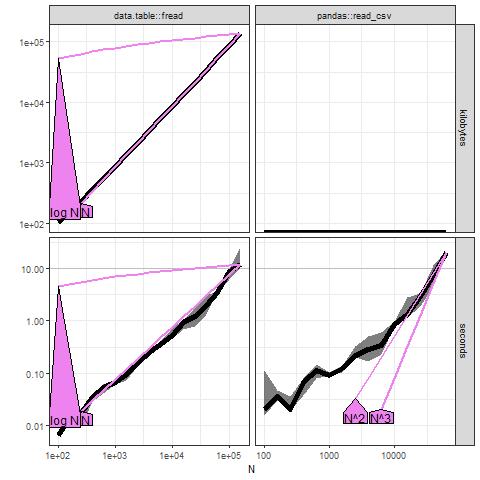 data.table::fread
pandas::read_csv
1e+05
1e+04
1e+03
1e+02
log N
N
kilobytes
10.00
1.00
0.10
0.01
log N
N
N^2
N^3
seconds
1e+02
1e+03
1e+04
1e+05
100
1000
10000
N